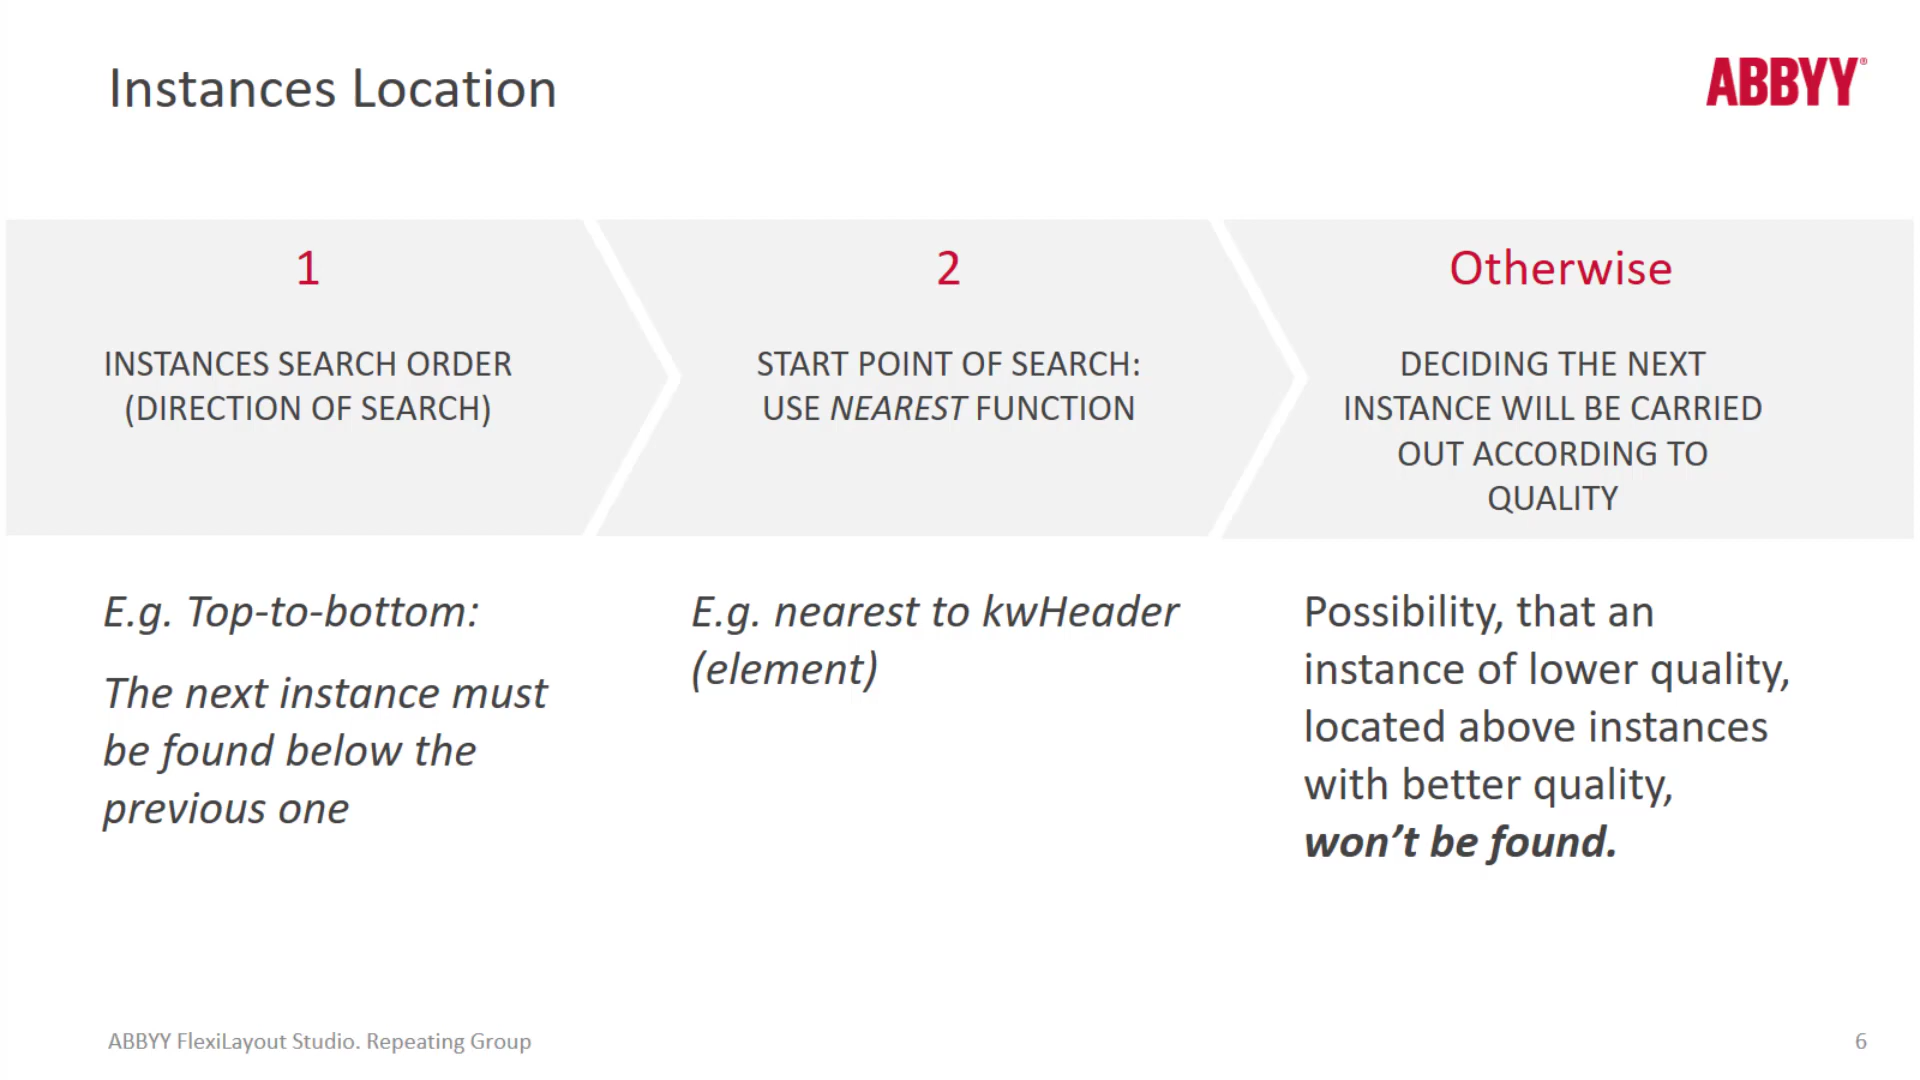 Instances Location
ABBYY®
1
INSTANCES SEARCH ORDER
(DIRECTION OF SEARCH)
2
START POINT OF SEARCH:
USE NEAREST FUNCTION
Otherwise
DECIDING THE NEXT
INSTANCE WILL BE CARRIED
OUT ACCORDING TO
QUALITY
E.g. Top-to-bottom:
The next instance must
be found below the
previous one
E.g. nearest to kwHeader
(element)
Possibility, that an
instance of lower quality,
located above instances
with better quality,
won’t be found.
ABBYY FlexiLayout Studio. Repeating Group
6